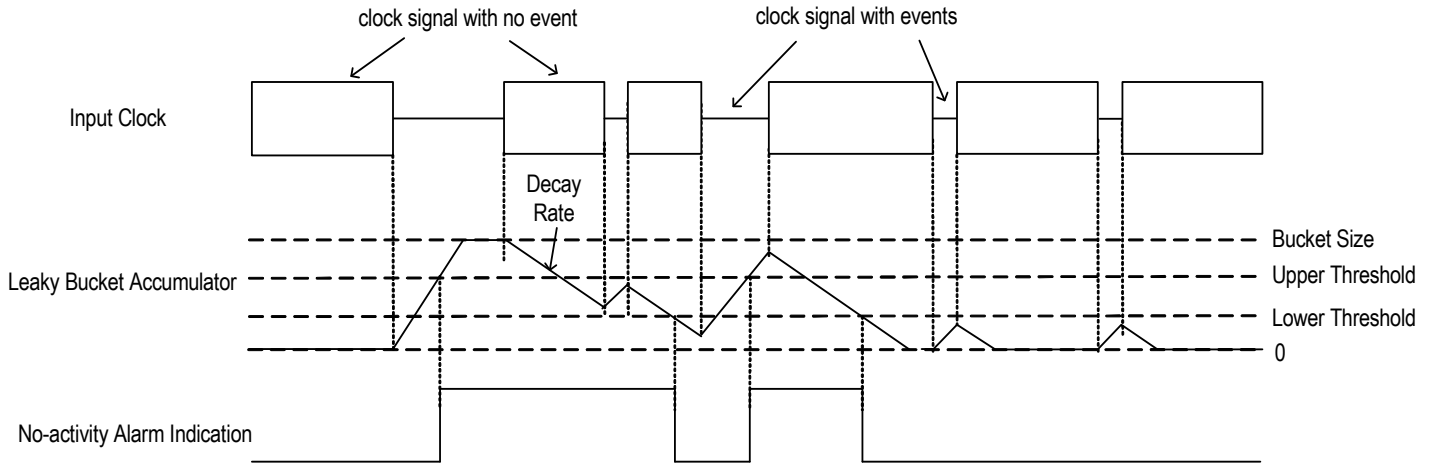 clock signal with no event
clock signal with events
Input Clock
Decay
Rate
Bucket Size
Leaky Bucket Accumulator
Upper Threshold
Lower Threshold
0
No-activity Alarm Indication